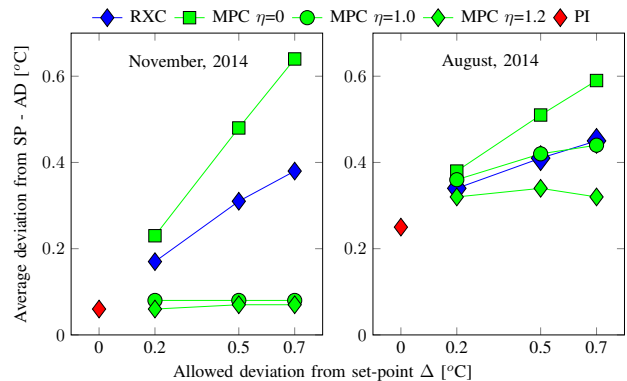 RXC MPC η=0 MPC η=1.0 MPC η=1.2 PI
November, 2014
August, 2014
Average deviation from SP - AD [°C]
0.6
0.4
0.2
0
0 0.2 0.5 0.7
0.6
0.4
0.2
0
0 0.2 0.5 0.7
Allowed deviation from set-point Δ [°C]